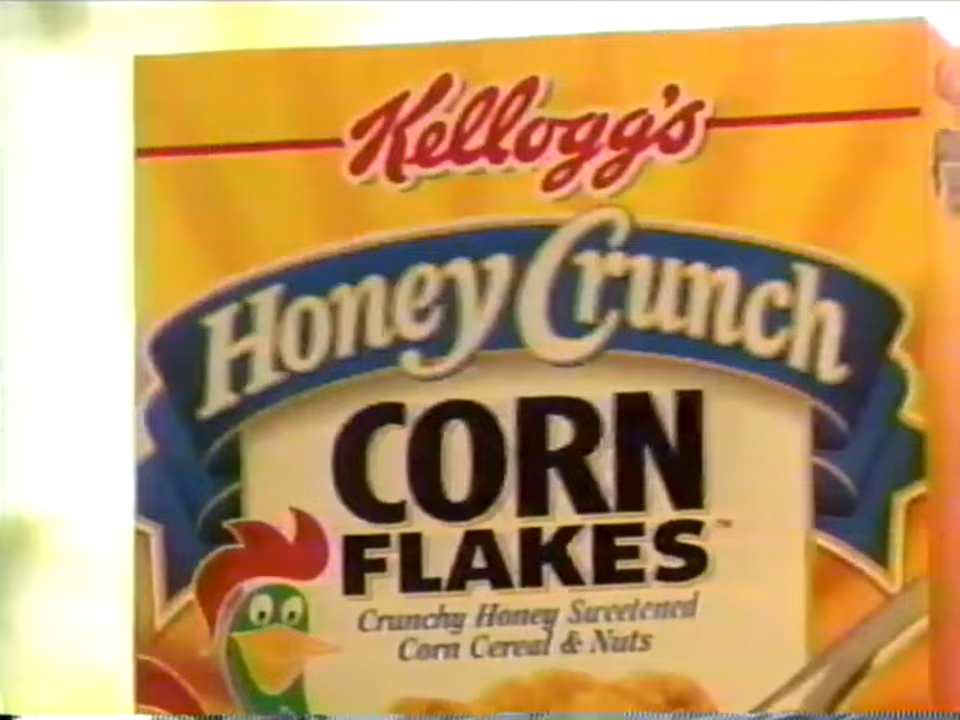 Kellogg's
Honey Crunch
CORN
FLAKES™
Crunchy Honey Sweetened
Corn Cereal & Nuts